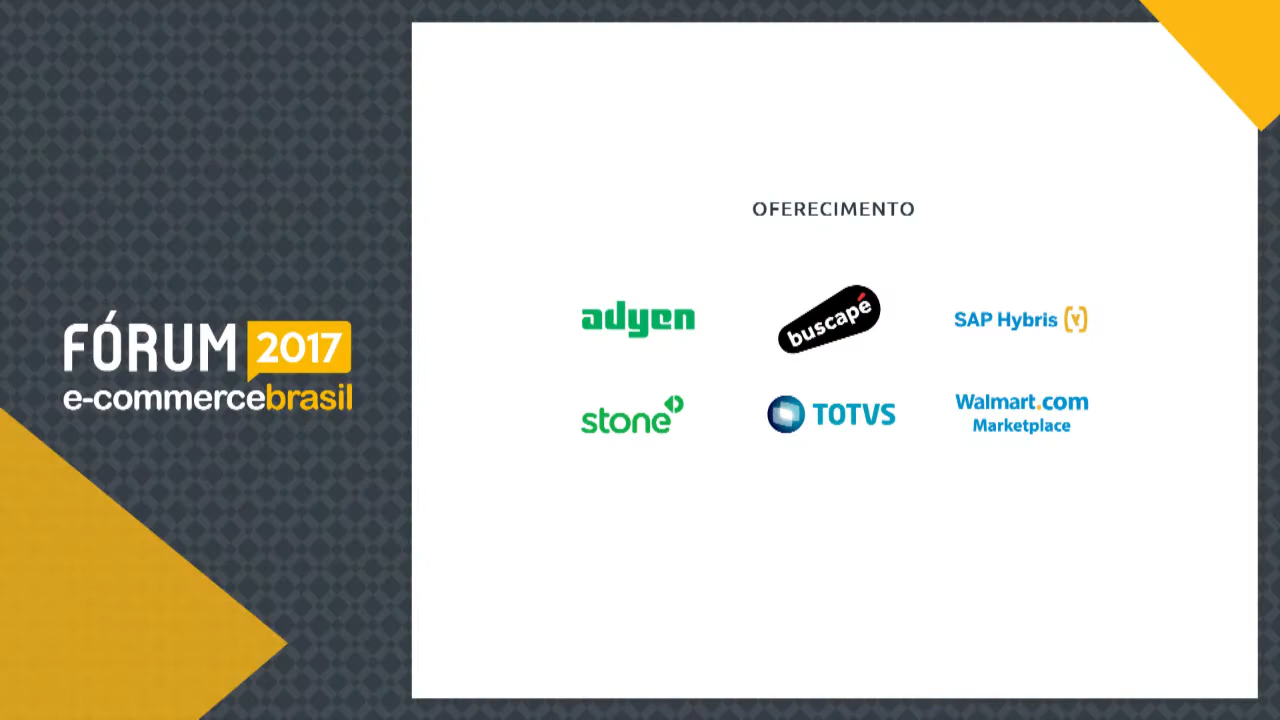 FÓRUM 2017
e-commercebrasil
OFERECIMENTO
adyen
buscapé
SAP Hybris
stone
TOTVS
Walmart.com
Marketplace